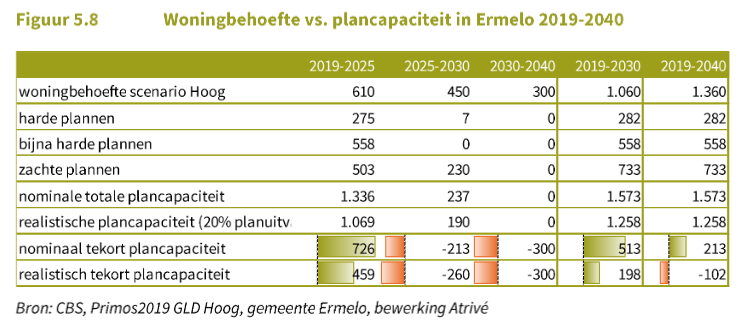 Figuur 5.8 Woningbehoefte vs. plancapaciteit in Ermelo 2019-2040
2019-2025 2025-2030 2030-2040 2019-2030 2019-2040
woningbehoefte scenario Hoog 610 450 300 1.060 1.360
harde plannen 275 7 0 282 282
bijna harde plannen 558 0 0 558 558
zachte plannen 503 230 0 733 733
nominale totale plancapaciteit 1.336 237 0 1.573 1.573
realistische plancapaciteit (20% planuitv 1.069 190 0 1.258 1.258
nominaal tekort plancapaciteit 726 -213 -300 513 213
realistisch tekort plancapaciteit 459 -260 -300 198 -102
Bron: CBS, Primos2019 GLD Hoog, gemeente Ermelo, bewerking Atrivé